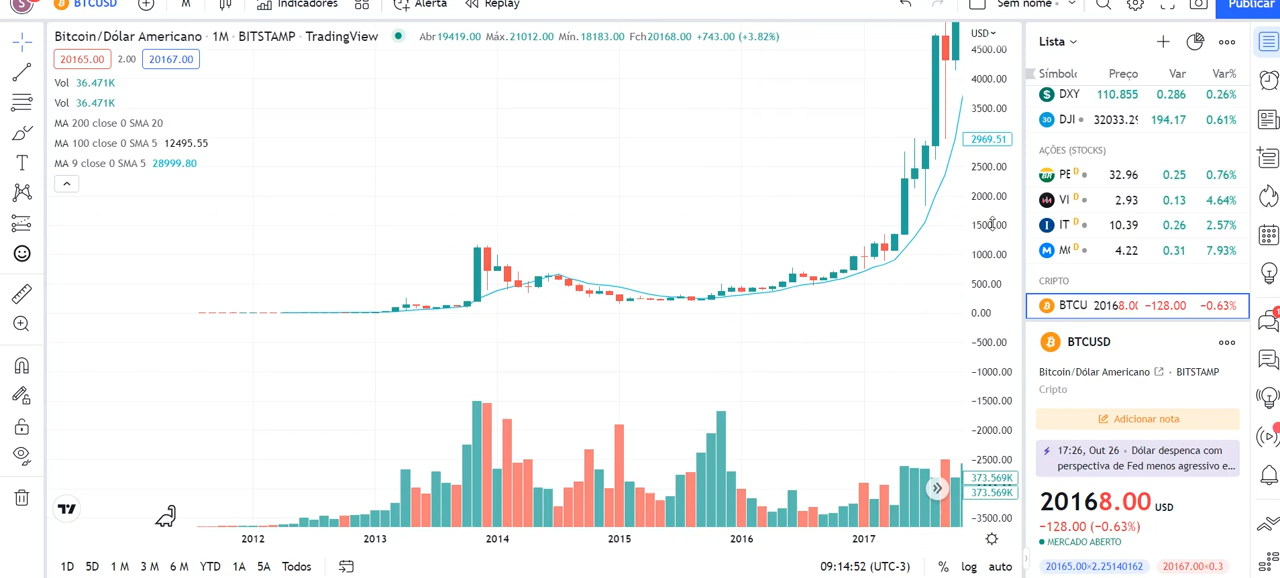 BTCUSD
M
Indicadores
Alerta
Replay
Sem nome
Publicar
Bitcoin/Dólar Americano · 1M · BITSTAMP · TradingView
Abr19419.00 Máx.21012.00 Mín.18183.00 Fch20168.00 +743.00 (+3.82%)
20165.00 2.00 20167.00
Vol 36.471K
Vol 36.471K
MA 200 close 0 SMA 20
MA 100 close 0 SMA 5 12495.55
MA 9 close 0 SMA 5 28999.80
USD
4500.00
4000.00
3500.00
2969.51
2500.00
2000.00
1500.00
1000.00
500.00
0.00
−500.00
−1000.00
−1500.00
−2000.00
−2500.00
373.569K
373.569K
−3500.00
2012 2013 2014 2015 2016 2017
1D 5D 1 M 3 M 6 M YTD 1A 5A Todos
09:14:52 (UTC-3) % log auto
Lista
Símbolo Preço Var Var%
DXY 110.855 0.286 0.26%
30 DJI 32033.29 194.17 0.61%
AÇÕES (STOCKS)
PE D 32.96 0.25 0.76%
VI D 2.93 0.13 4.64%
IT D 10.39 0.26 2.57%
D 4.22 0.31 7.93%
CRIPTO
BTCU 20168.0 −128.00 −0.63%
BTCUSD
Bitcoin/Dólar Americano · BITSTAMP
Cripto
Adicionar nota
17:26, Out 26 · Dólar despenca com
perspectiva de Fed menos agressivo e...
20168.00 USD
−128.00 (−0.63%)
MERCADO ABERTO
20165.00×2.25140162 20167.00×0.3